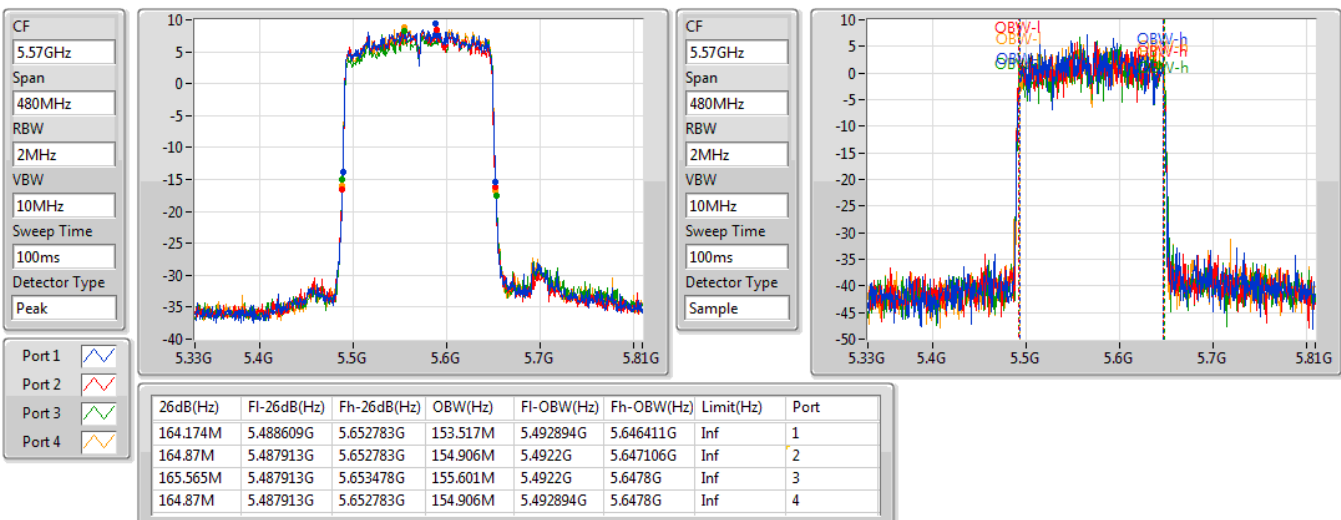 CF
5.57GHz
Span
480MHz
RBW
2MHz
VBW
10MHz
Sweep Time
100ms
Detector Type
Peak
10
5
0
-5
-10
-15
-20
-25
-30
-35
-40
5.33G 5.4G 5.5G 5.6G 5.7G 5.81G
CF
5.57GHz
Span
480MHz
RBW
2MHz
VBW
10MHz
Sweep Time
100ms
Detector Type
Sample
10
5
0
-5
-10
-15
-20
-25
-30
-35
-40
-45
-50
OBW-l
OBW-h
5.33G 5.4G 5.5G 5.6G 5.7G 5.81G
Port 1
Port 2
Port 3
Port 4
26dB(Hz) Fl-26dB(Hz) Fh-26dB(Hz) OBW(Hz) Fl-OBW(Hz) Fh-OBW(Hz) Limit(Hz) Port
164.174M 5.488609G 5.652783G 153.517M 5.492894G 5.646411G Inf 1
164.87M 5.487913G 5.652783G 154.906M 5.4922G 5.647106G Inf 2
165.565M 5.487913G 5.653478G 155.601M 5.4922G 5.6478G Inf 3
164.87M 5.487913G 5.652783G 154.906M 5.492894G 5.6478G Inf 4